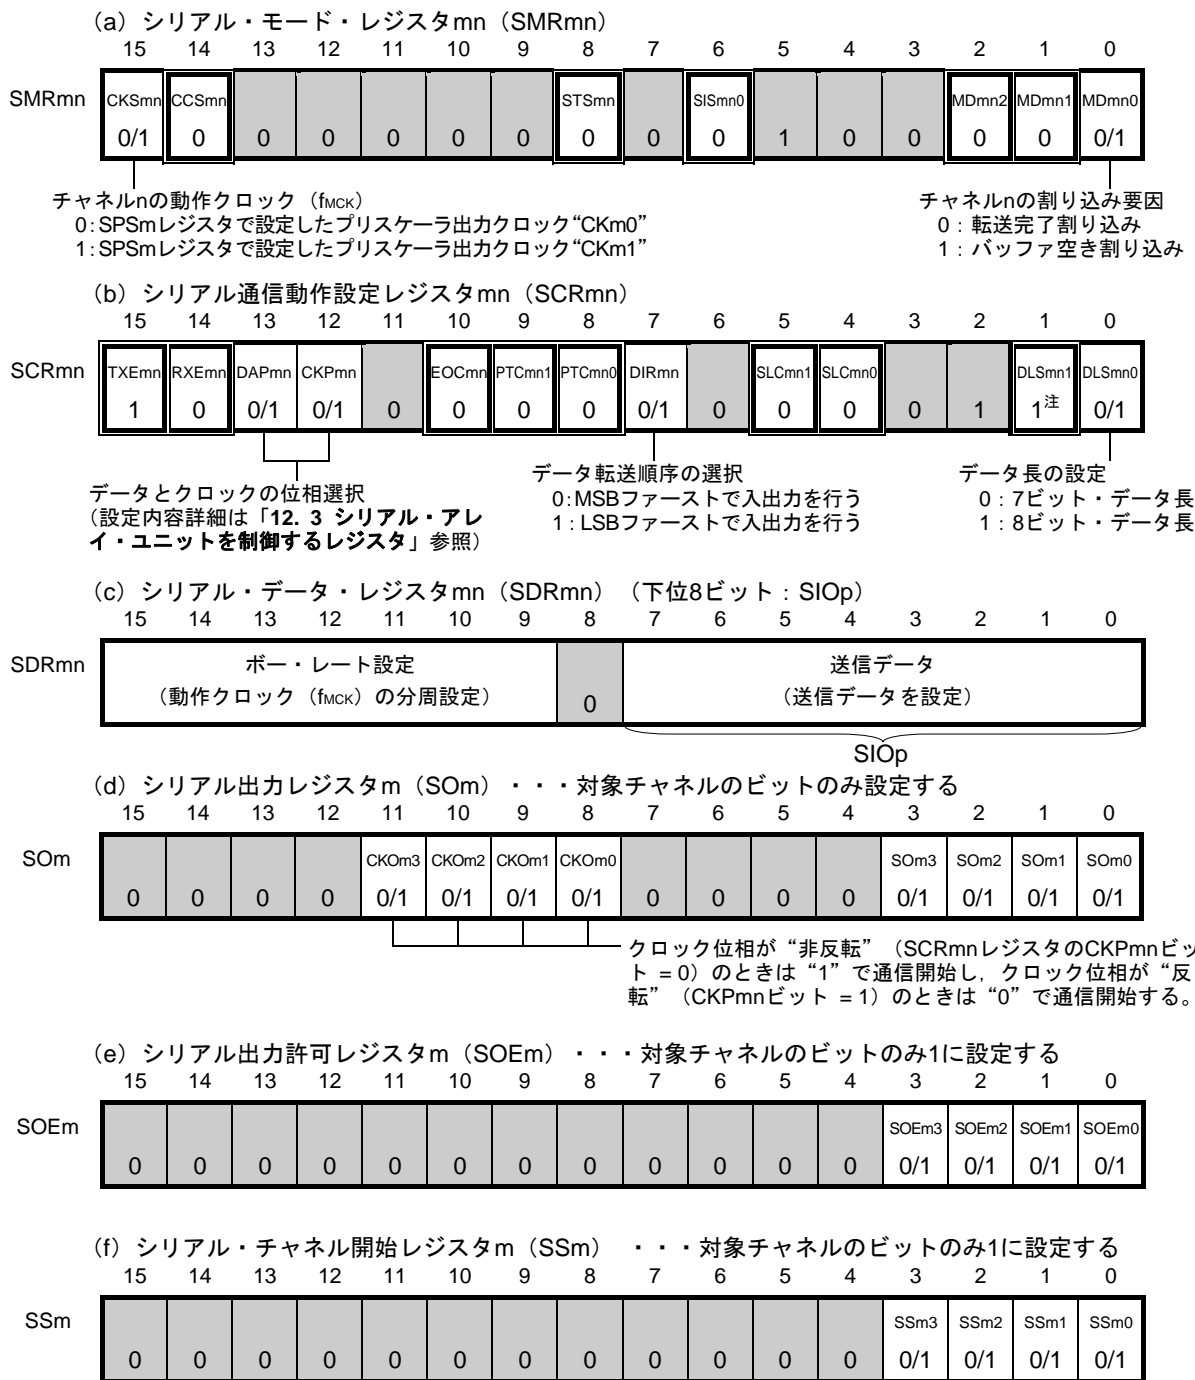 (a) シリアル・モード・レジスタmn（SMRmn）
15 14 13 12 11 10 9 8 7 6 5 4 3 2 1 0
SMRmn CKSmn CCSmn STSmn SISmn0 MDmn2 MDmn1 MDmn0
0/1 0 0 0 0 0 0 0 0 0 1 0 0 0 0 0/1
チャネルnの動作クロック（fMCK）
0：SPSmレジスタで設定したプリスケーラ出力クロック“CKm0”
1：SPSmレジスタで設定したプリスケーラ出力クロック“CKm1”
チャネルnの割り込み要因
0：転送完了割り込み
1：バッファ空き割り込み
(b) シリアル通信動作設定レジスタmn（SCRmn）
15 14 13 12 11 10 9 8 7 6 5 4 3 2 1 0
SCRmn TXEmn RXEmn DAPmn CKPmn EOCmn PTCmn1 PTCmn0 DIRmn SLCmn1 SLCmn0 DLSmn1 DLSmn0
1 0 0/1 0/1 0 0 0 0 0/1 0 0 0 0 1 1注 0/1
データとクロックの位相選択
（設定内容詳細は「12. 3 シリアル・アレ
イ・ユニットを制御するレジスタ」参照）
データ転送順序の選択
0：MSBファーストで入出力を行う
1：LSBファーストで入出力を行う
データ長の設定
0：7ビット・データ長
1：8ビット・データ長
(c) シリアル・データ・レジスタmn（SDRmn）（下位8ビット：SIOp）
15 14 13 12 11 10 9 8 7 6 5 4 3 2 1 0
SDRmn ボー・レート設定 送信データ
（動作クロック（fMCK）の分周設定） 0 （送信データを設定）
SIOp
(d) シリアル出力レジスタm（SOm）・・・対象チャネルのビットのみ設定する
15 14 13 12 11 10 9 8 7 6 5 4 3 2 1 0
SOm CKOm3 CKOm2 CKOm1 CKOm0 SOm3 SOm2 SOm1 SOm0
0 0 0 0 0/1 0/1 0/1 0/1 0 0 0 0 0/1 0/1 0/1 0/1
クロック位相が“非反転”（SCRmnレジスタのCKPmnビッ
ト = 0）のときは“1”で通信開始し，クロック位相が“反
転”（CKPmnビット = 1）のときは“0”で通信開始する。
(e) シリアル出力許可レジスタm（SOEm）・・・対象チャネルのビットのみ1に設定する
15 14 13 12 11 10 9 8 7 6 5 4 3 2 1 0
SOEm SOEm3 SOEm2 SOEm1 SOEm0
0 0 0 0 0 0 0 0 0 0 0 0 0/1 0/1 0/1 0/1
(f) シリアル・チャネル開始レジスタm（SSm） ・・・対象チャネルのビットのみ1に設定する
15 14 13 12 11 10 9 8 7 6 5 4 3 2 1 0
SSm SSm3 SSm2 SSm1 SSm0
0 0 0 0 0 0 0 0 0 0 0 0 0/1 0/1 0/1 0/1